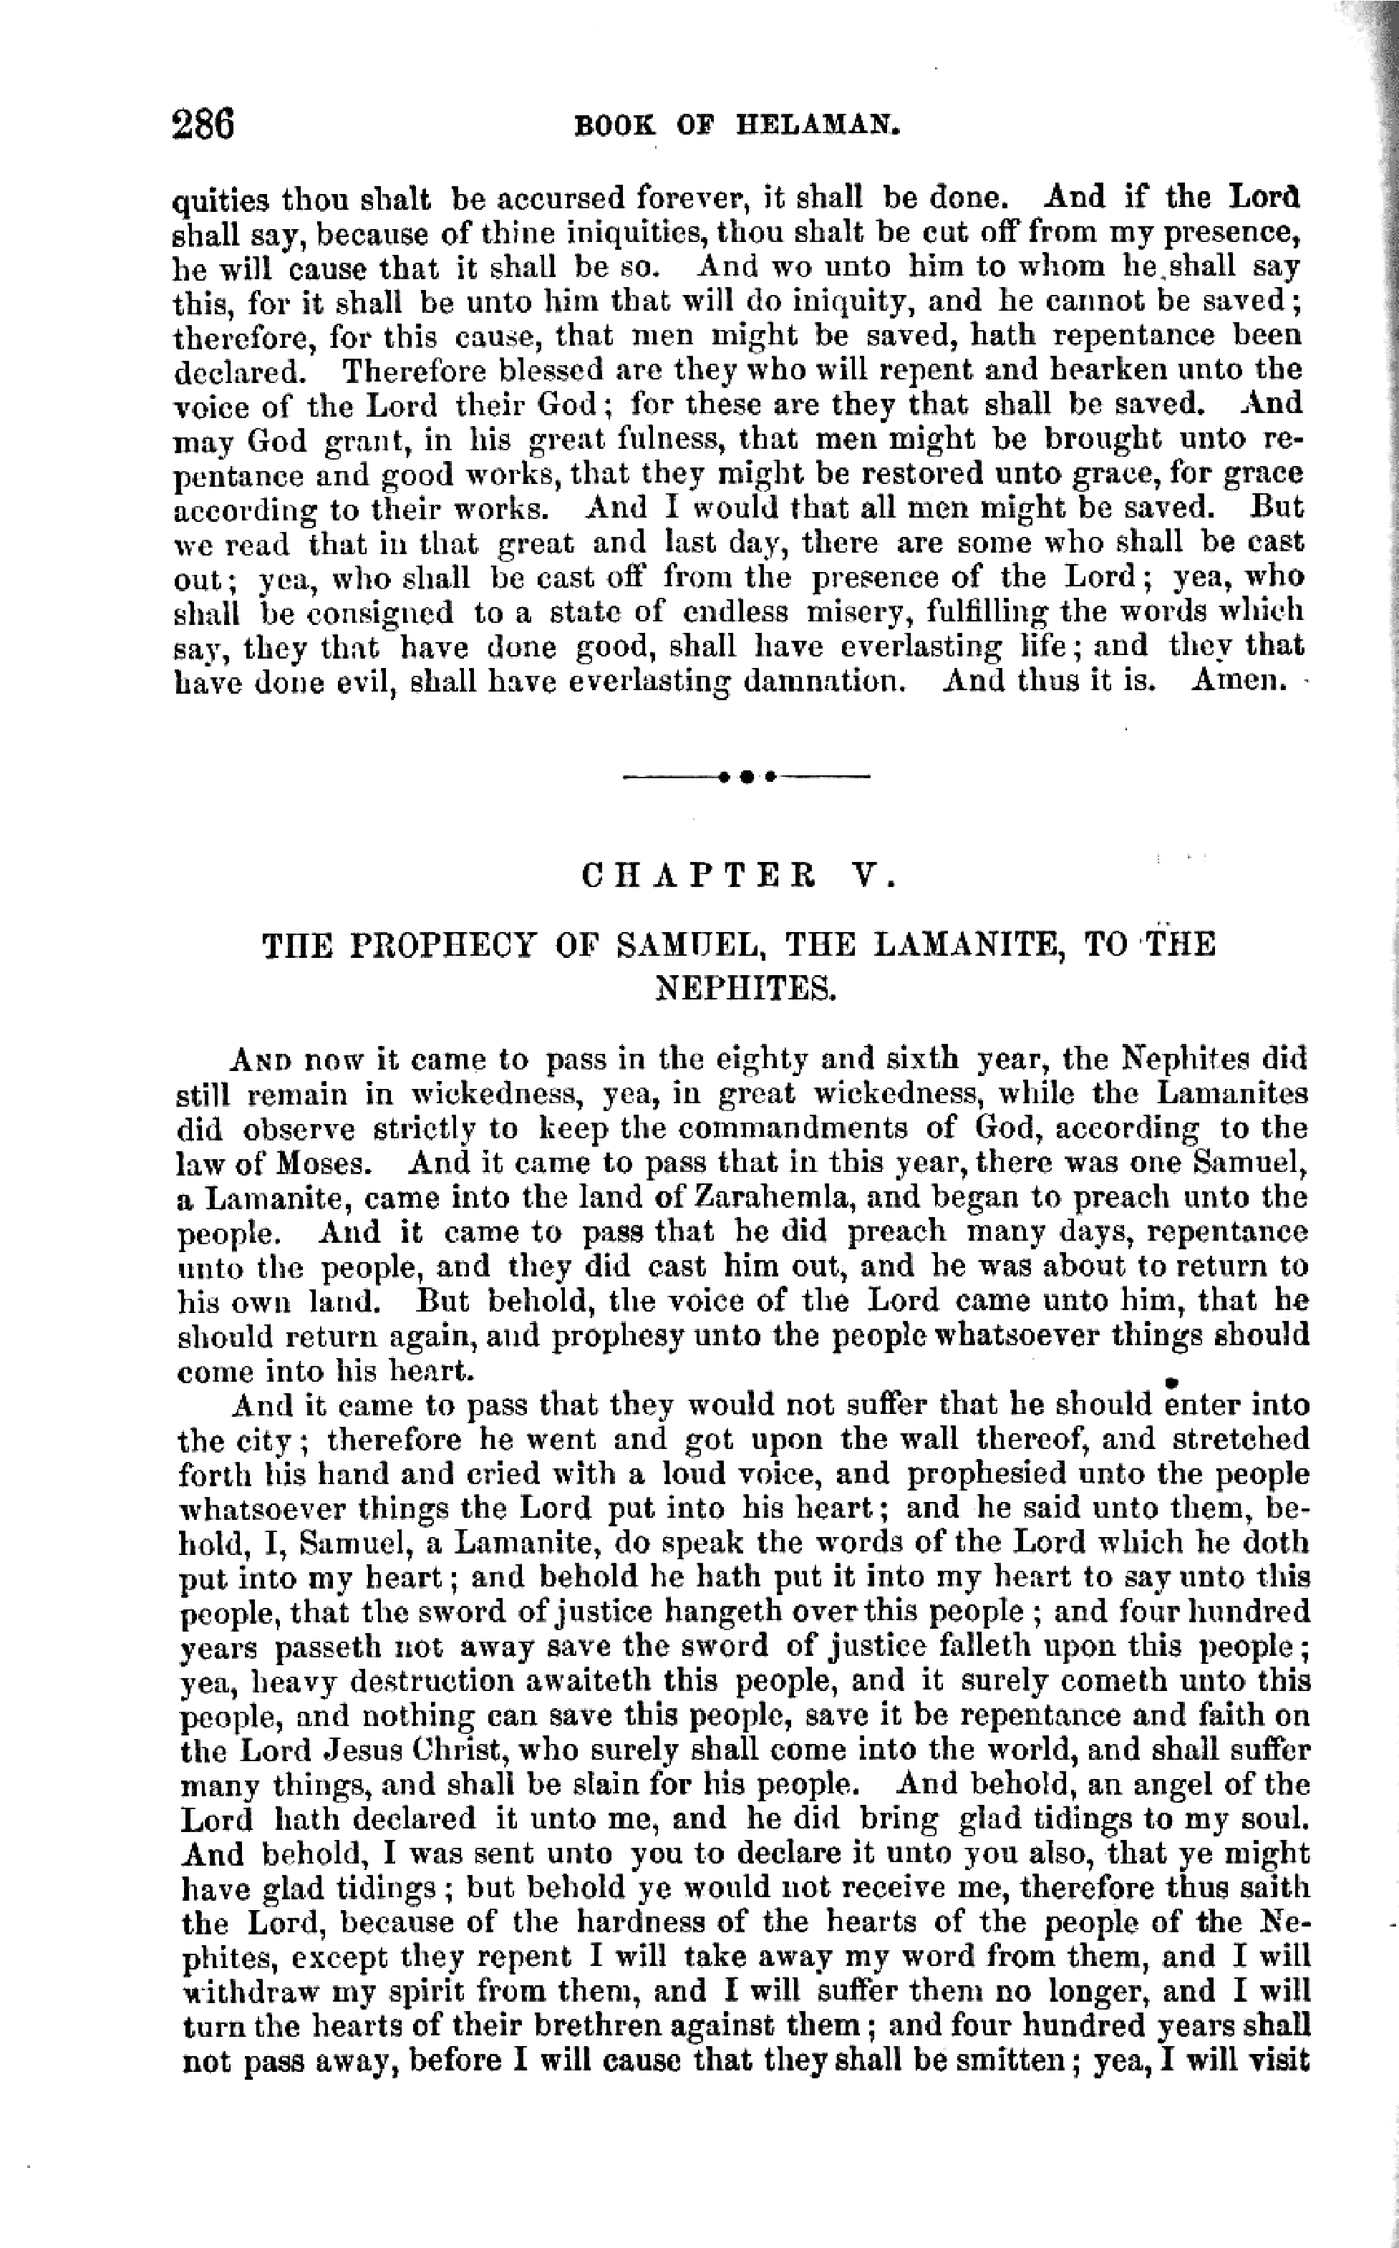 286 BOOK OF HELAMAN.
quities thou shalt be accursed forever, it shall be done. And if the Lord
shall say, because of thine iniquities, thou shalt be cut off from my presence,
he will cause that it shall be so. And wo unto him to whom he shall say
this, for it shall be unto him that will do iniquity, and he cannot be saved;
therefore, for this cause, that men might be saved, hath repentance been
declared. Therefore blessed are they who will repent and hearken unto the
voice of the Lord their God; for these are they that shall be saved. And
may God grant, in his great fulness, that men might be brought unto re-
pentance and good works, that they might be restored unto grace, for grace
according to their works. And I would that all men might be saved. But
we read that in that great and last day, there are some who shall be cast
out; yea, who shall be cast off from the presence of the Lord; yea, who
shall be consigned to a state of endless misery, fulfilling the words which
say, they that have done good, shall have everlasting life; and they that
have done evil, shall have everlasting damnation. And thus it is. Amen.
CHAPTER V.
THE PROPHECY OF SAMUEL, THE LAMANITE, TO THE
NEPHITES.
AND now it came to pass in the eighty and sixth year, the Nephites did
still remain in wickedness, yea, in great wickedness, while the Lamanites
did observe strictly to keep the commandments of God, according to the
law of Moses. And it came to pass that in this year, there was one Samuel,
a Lamanite, came into the land of Zarahemla, and began to preach unto the
people. And it came to pass that he did preach many days, repentance
unto the people, and they did cast him out, and he was about to return to
his own land. But behold, the voice of the Lord came unto him, that he
should return again, and prophesy unto the people whatsoever things should
come into his heart.
And it came to pass that they would not suffer that he should enter into
the city; therefore he went and got upon the wall thereof, and stretched
forth his hand and cried with a loud voice, and prophesied unto the people
whatsoever things the Lord put into his heart; and he said unto them, be-
hold, I, Samuel, a Lamanite, do speak the words of the Lord which he doth
put into my heart; and behold he hath put it into my heart to say unto this
people, that the sword of justice hangeth over this people; and four hundred
years passeth not away save the sword of justice falleth upon this people;
yea, heavy destruction awaiteth this people, and it surely cometh unto this
people, and nothing can save this people, save it be repentance and faith on
the Lord Jesus Christ, who surely shall come into the world, and shall suffer
many things, and shall be slain for his people. And behold, an angel of the
Lord hath declared it unto me, and he did bring glad tidings to my soul.
And behold, I was sent unto you to declare it unto you also, that ye might
have glad tidings; but behold ye would not receive me, therefore thus saith
the Lord, because of the hardness of the hearts of the people of the Ne-
phites, except they repent I will take away my word from them, and I will
withdraw my spirit from them, and I will suffer them no longer, and I will
turn the hearts of their brethren against them; and four hundred years shall
not pass away, before I will cause that they shall be smitten; yea, I will visit